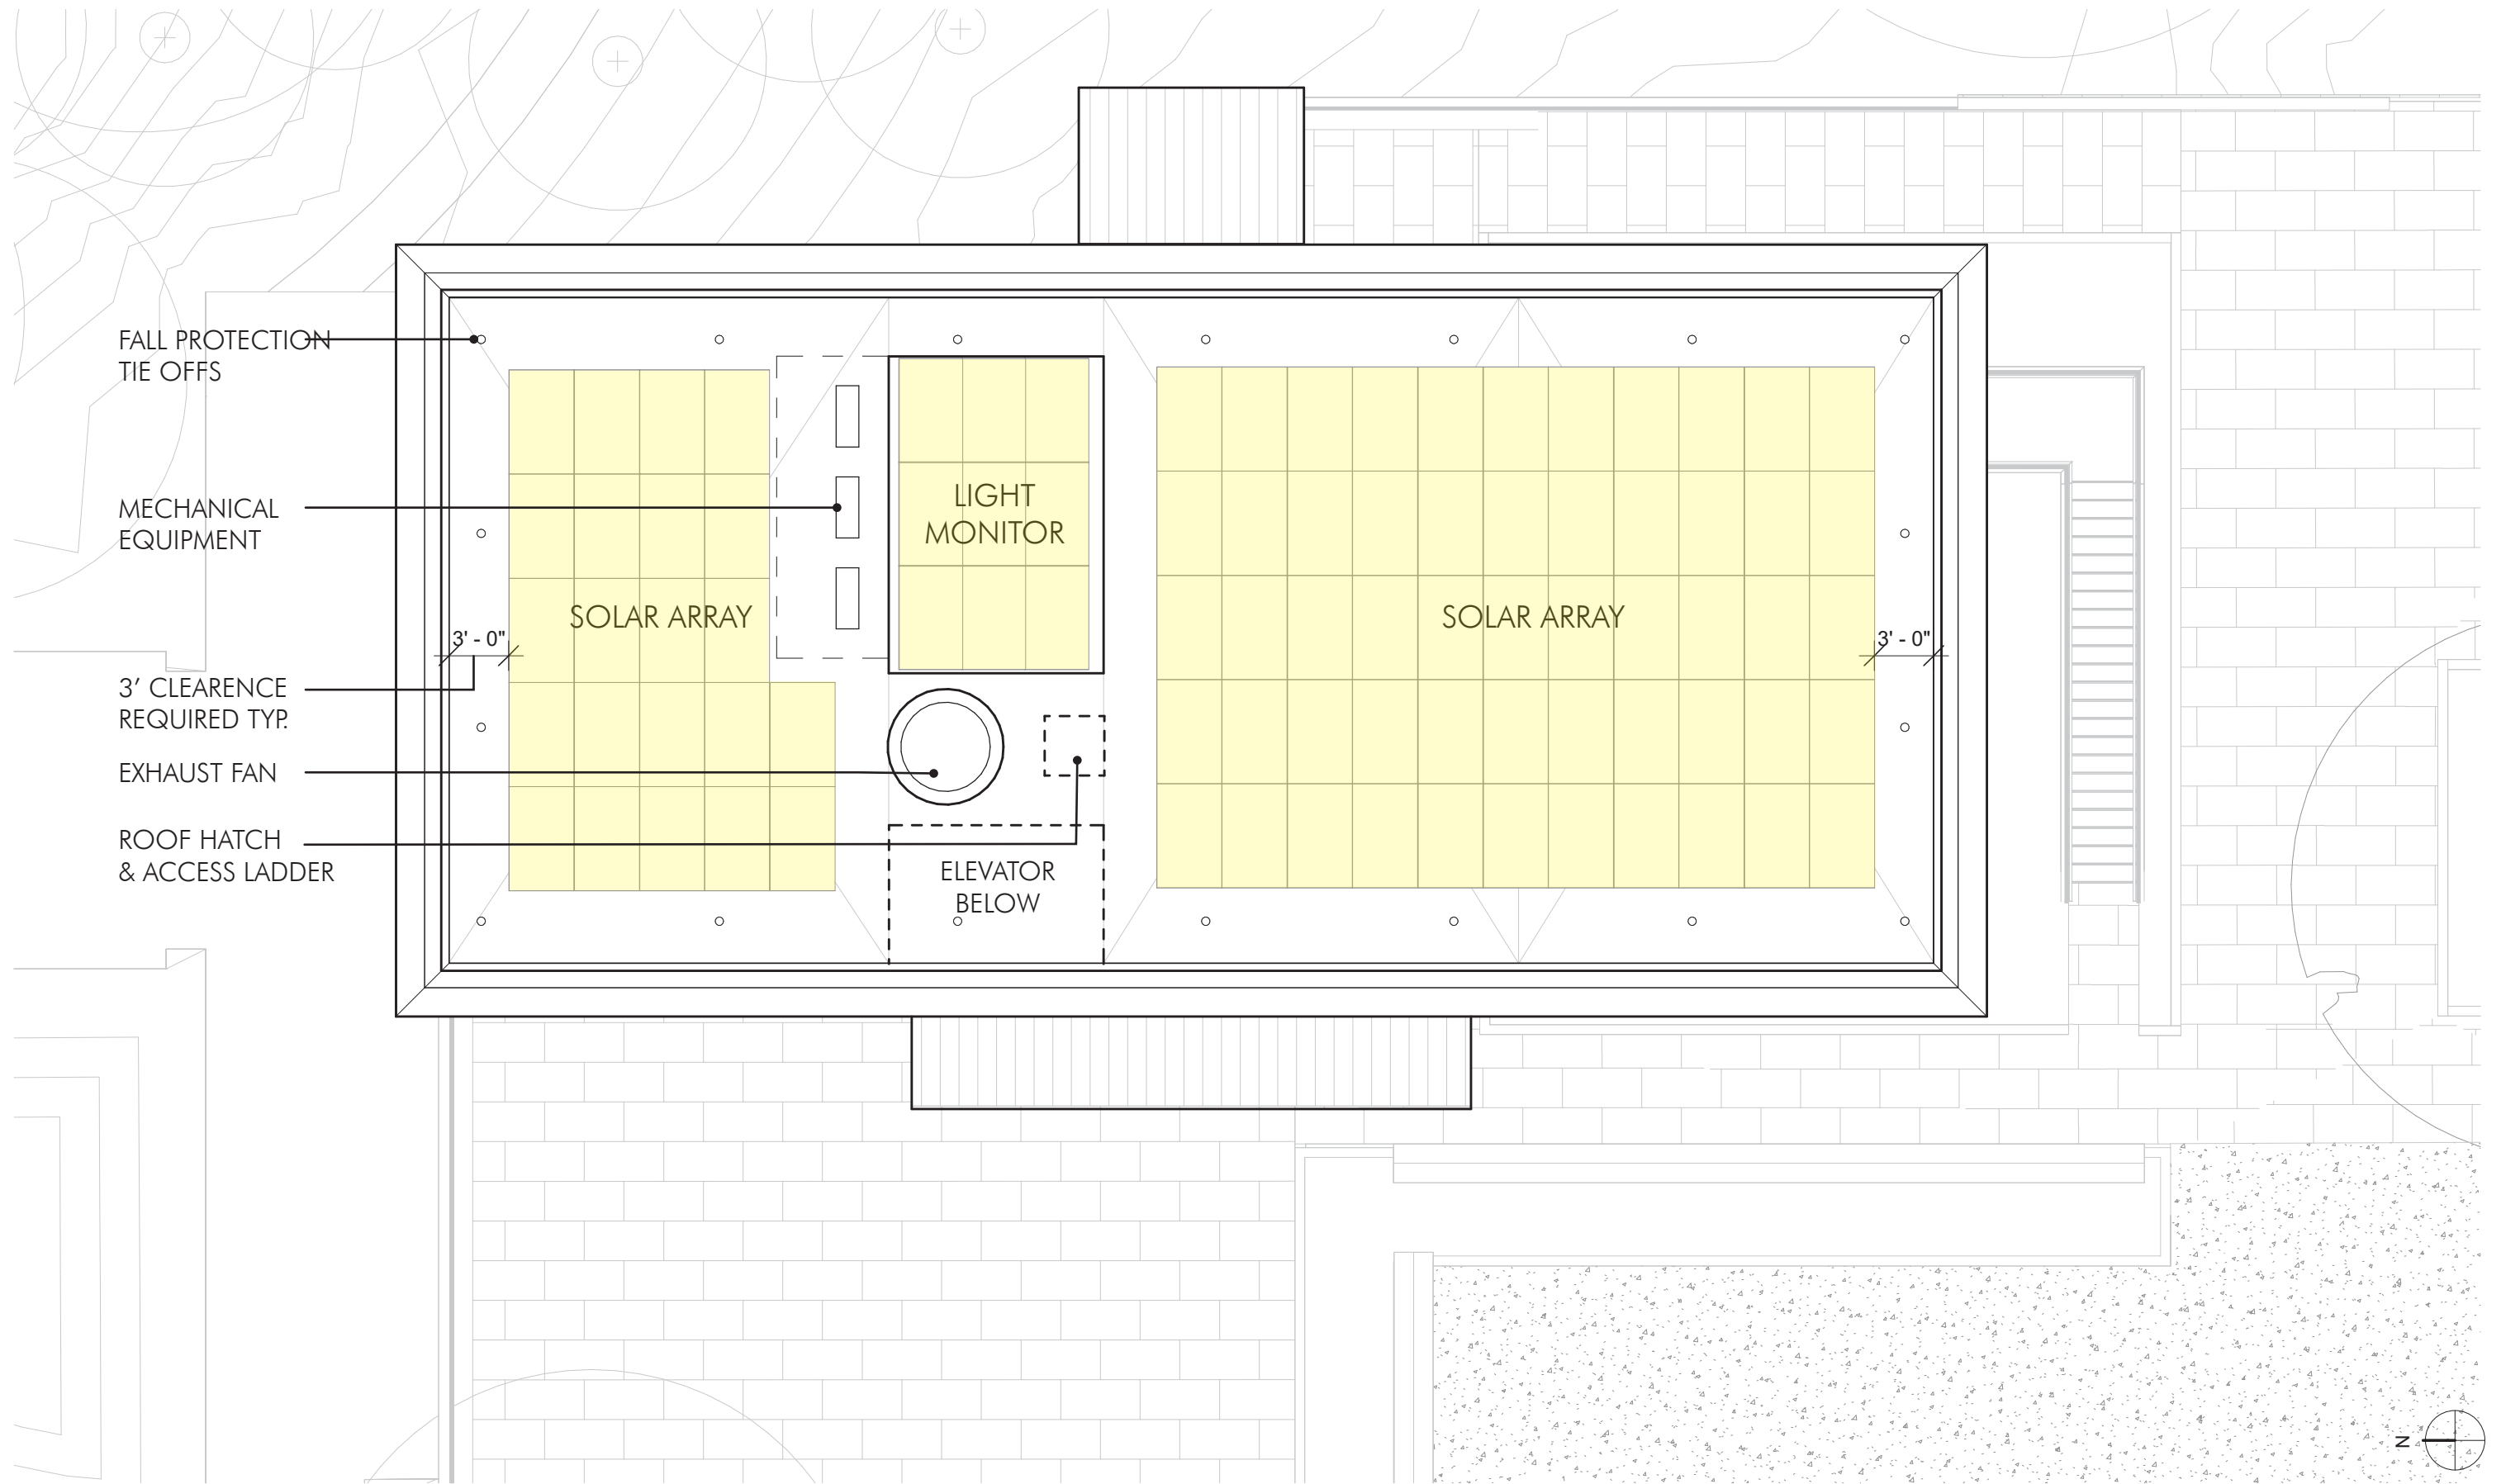 FALL PROTECTION
TIE OFFS
MECHANICAL
EQUIPMENT
LIGHT
MONITOR
SOLAR ARRAY
SOLAR ARRAY
3' - 0"
3' - 0"
3’ CLEARENCE
REQUIRED TYP.
EXHAUST FAN
ROOF HATCH
& ACCESS LADDER
ELEVATOR
BELOW
N